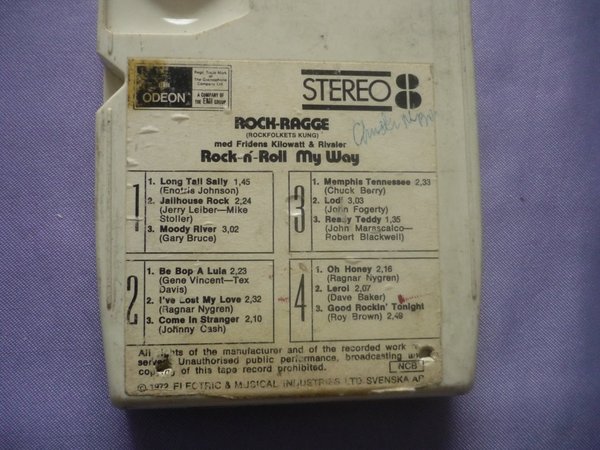 Regd. Trade Mark
of
The Gramophone
Company Ltd.
ODEON
A COMPANY OF
THE EMI GROUP
STEREO 8
ROCK-RAGGE
(ROCKFOLKETS KUNG)
med Fridens Kilowatt & Rivaler
Rock-n-Roll My Way
1
1. Long Tall Sally 1,45
(Enotris Johnson)
2. Jailhouse Rock 2,24
(Jerry Leiber—Mike
Stoller)
3. Moody River 3,02
(Gary Bruce)
2
1. Be Bop A Lula 2,23
(Gene Vincent—Tex
Davis)
2. I've Lost My Love 2,32
(Ragnar Nygren)
3. Come In Stranger 2,10
(Johnny Cash)
3
1. Memphis Tennessee 2,33
(Chuck Berry)
2. Lodi 3,03
(John Fogerty)
3. Ready Teddy 1,35
(John Marascalco—
Robert Blackwell)
4
1. Oh Honey 2,16
(Ragnar Nygren)
2. Leroi 2,07
(Dave Baker)
3. Good Rockin' Tonight
(Roy Brown) 2,49
All rights of the manufacturer and of the recorded work re-
served. Unauthorised public performance, broadcasting and
copying of this tape record prohibited.
NCB
© 1972 ELECTRIC & MUSICAL INDUSTRIES LTD SVENSKA AB